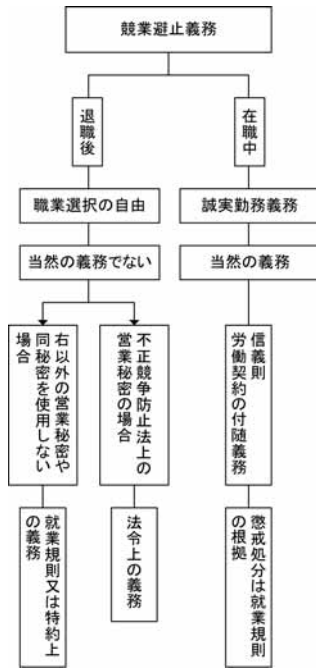 競業避止義務
在職中
誠実勤務義務
当然の義務
信義則
労働契約の付随義務
懲戒処分は就業規則
の根拠
退職後
職業選択の自由
当然の義務でない
不正競争防止法上の
営業秘密の場合
法令上の義務
右以外の営業秘密や
同秘密を使用しない
場合
就業規則又は特約上
の義務